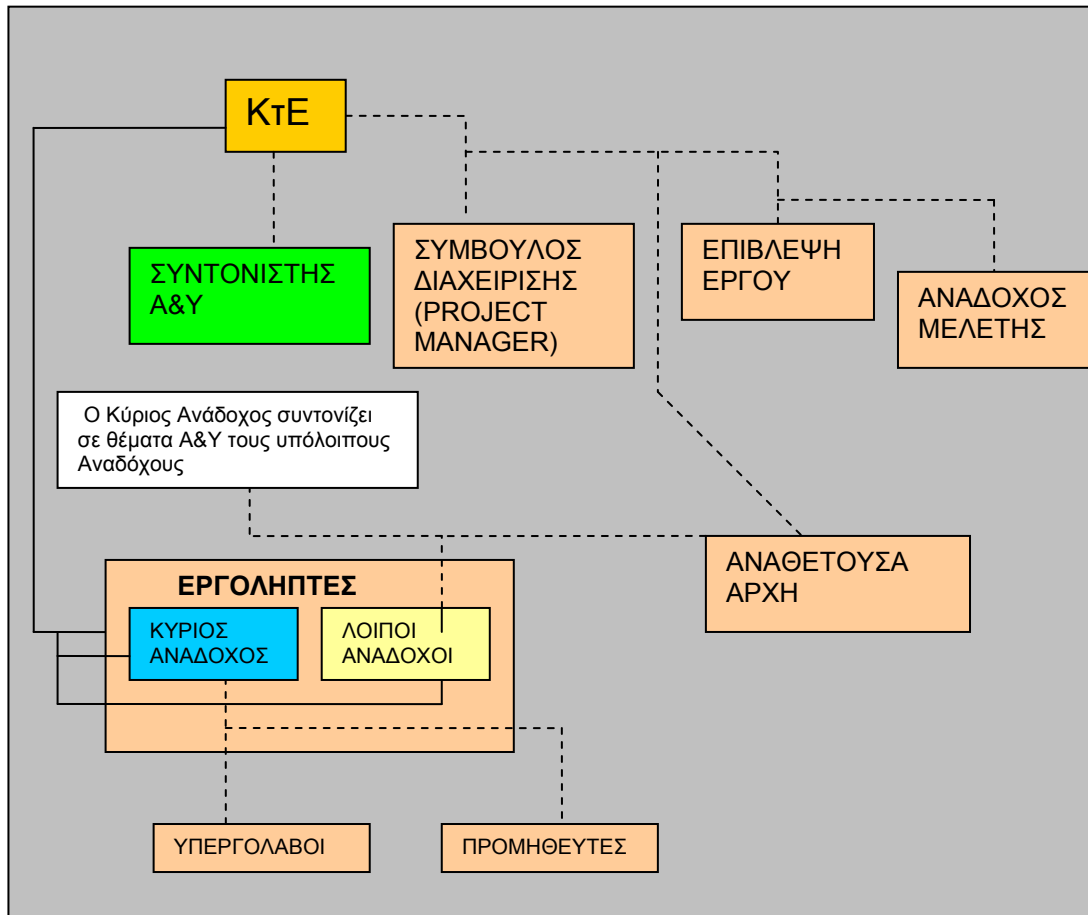 ΚτΕ
ΣΥΝΤΟΝΙΣΤΗΣ
Α&Υ
ΣΥΜΒΟΥΛΟΣ
ΔΙΑΧΕΙΡΙΣΗΣ
(PROJECT
MANAGER)
ΕΠΙΒΛΕΨΗ
ΕΡΓΟΥ
ΑΝΑΔΟΧΟΣ
ΜΕΛΕΤΗΣ
Ο Κύριος Ανάδοχος συντονίζει
σε θέματα Α&Υ τους υπόλοιπους
Αναδόχους
ΑΝΑΘΕΤΟΥΣΑ
ΑΡΧΗ
ΕΡΓΟΛΗΠΤΕΣ
ΚΥΡΙΟΣ
ΑΝΑΔΟΧΟΣ
ΛΟΙΠΟΙ
ΑΝΑΔΟΧΟΙ
ΥΠΕΡΓΟΛΑΒΟΙ
ΠΡΟΜΗΘΕΥΤΕΣ